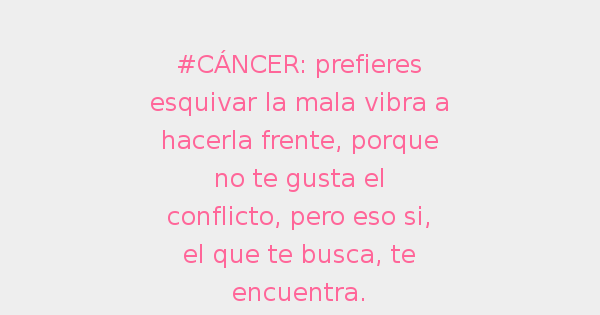 #CÁNCER: prefieres
esquivar la mala vibra a
hacerla frente, porque
no te gusta el
conflicto, pero eso si,
el que te busca, te
encuentra.